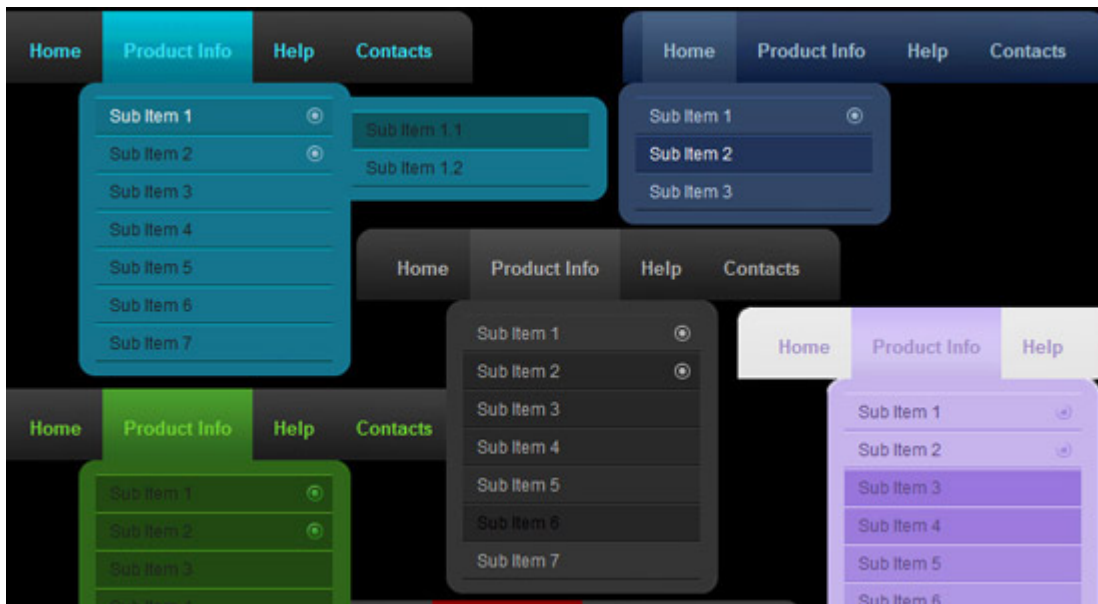 Home Product Info Help Contacts
Sub Item 1
Sub Item 2
Sub Item 3
Sub Item 4
Sub Item 5
Sub Item 6
Sub Item 7
Sub Item 1.1
Sub Item 1.2
Home Product Info Help Contacts
Sub Item 1
Sub Item 2
Sub Item 3
Home Product Info Help Contacts
Sub Item 1
Sub Item 2
Sub Item 3
Sub Item 4
Sub Item 5
Sub Item 6
Sub Item 7
Home Product Info Help
Sub Item 1
Sub Item 2
Sub Item 3
Sub Item 4
Sub Item 5
Sub Item 6
Home Product Info Help Contacts
Sub Item 1
Sub Item 2
Sub Item 3